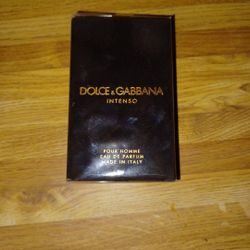 DOLCE & GABBANA
INTENSO
POUR HOMME
EAU DE PARFUM
MADE IN ITALY